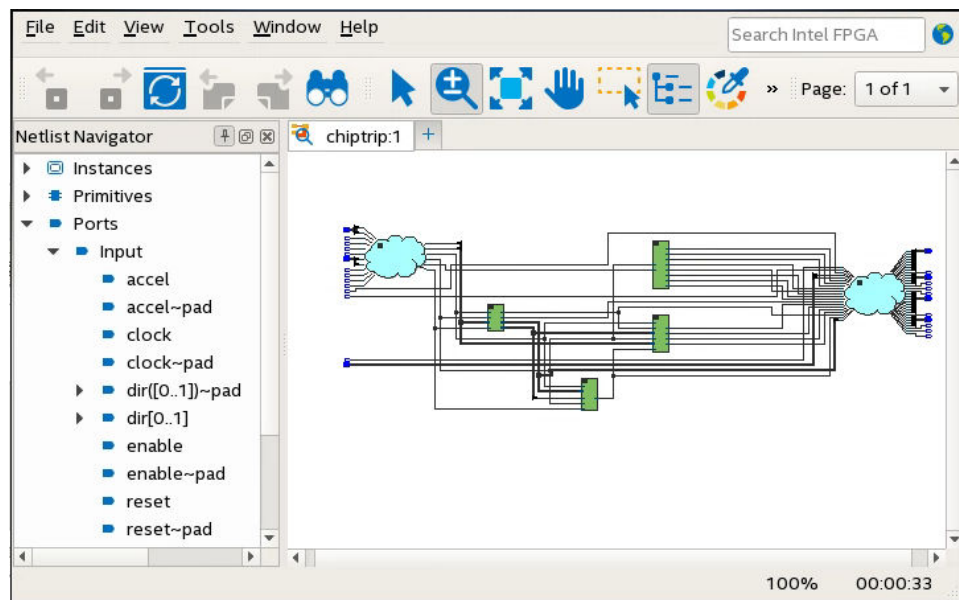 File Edit View Tools Window Help
Search Intel FPGA
» Page: 1 of 1
Netlist Navigator
chiptrip:1 +
Instances
Primitives
Ports
Input
accel
accel~pad
clock
clock~pad
dir([0..1])~pad
dir[0..1]
enable
enable~pad
reset
reset~pad
100% 00:00:33